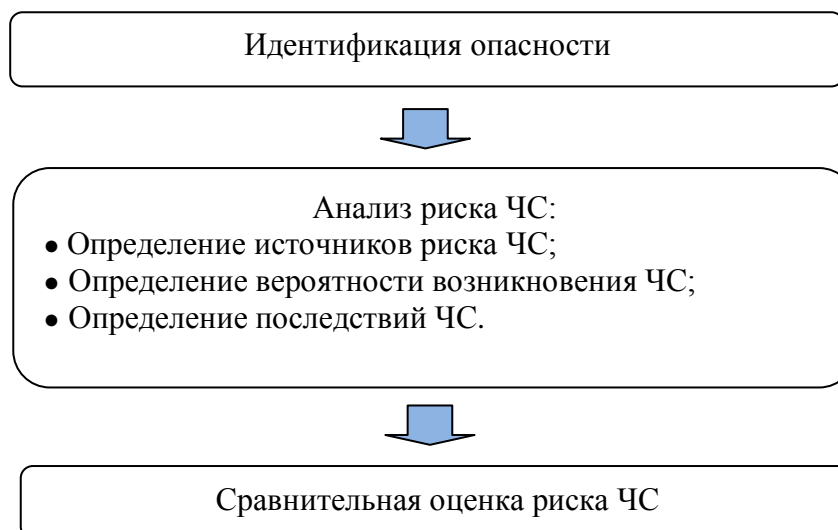 Идентификация опасности
Анализ риска ЧС:
• Определение источников риска ЧС;
• Определение вероятности возникновения ЧС;
• Определение последствий ЧС.
Сравнительная оценка риска ЧС